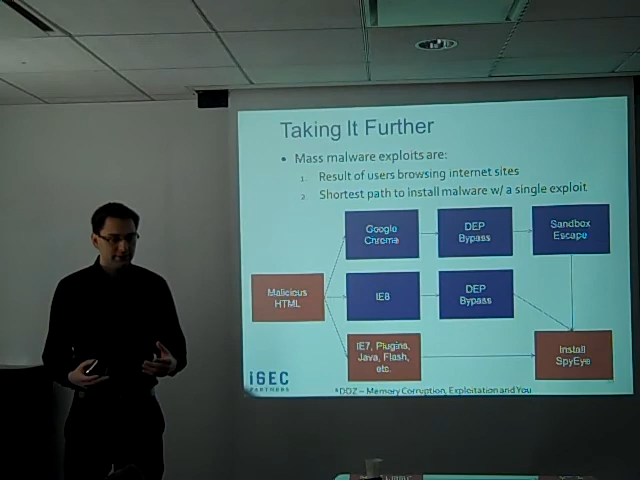 Taking It Further
• Mass malware exploits are:
1. Result of users browsing internet sites
2. Shortest path to install malware w/ a single exploit
Google
Chrome
DEP
Bypass
Sandbox
Escape
Malicious
HTML
IE8
DEP
Bypass
IE7, Plugins,
Java, Flash,
etc.
Install
SpyEye
iSEC
PARTNERS
*DDZ – Memory Corruption, Exploitation and You